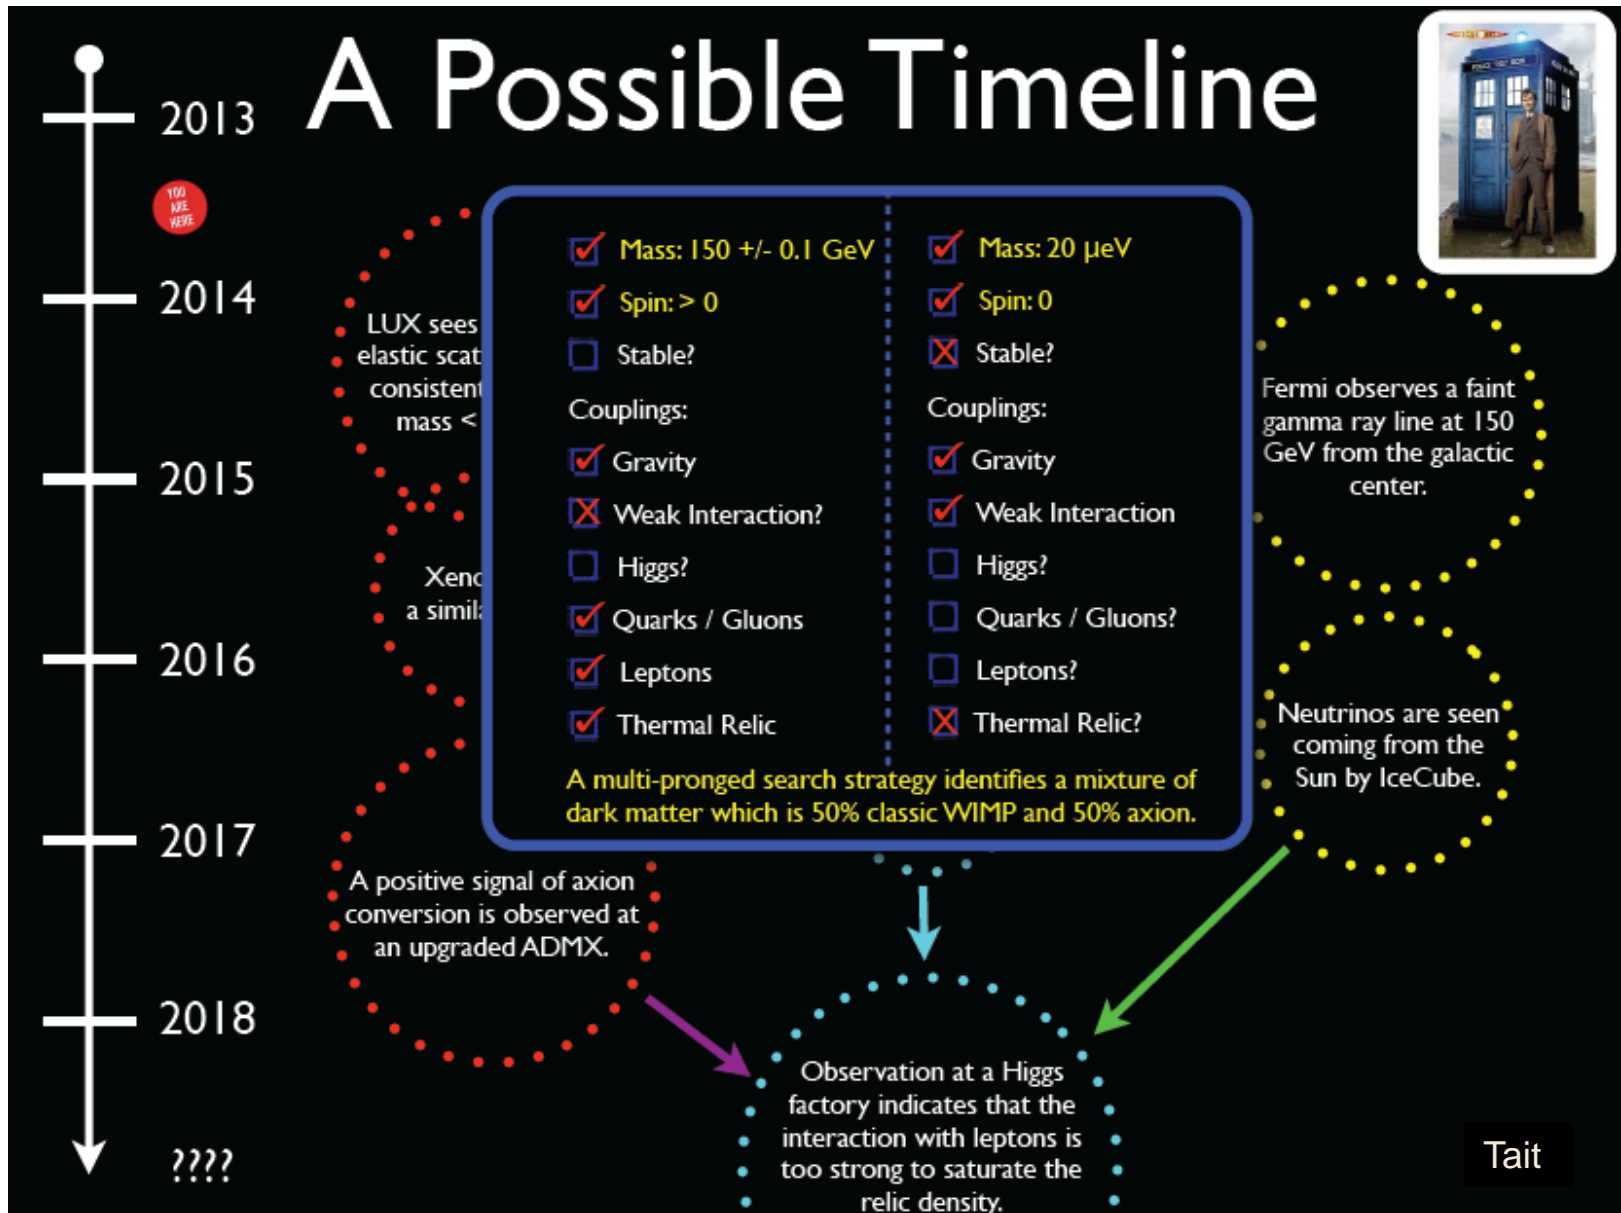 A Possible Timeline
POLICE BOX
2013
YOU
ARE
HERE
2014
2015
2016
2017
2018
????
LUX sees
elastic scat
consistent
mass <
Xeno
a simila
A positive signal of axion
conversion is observed at
an upgraded ADMX.
Mass: 150 +/- 0.1 GeV
Spin: > 0
Stable?
Couplings:
Gravity
Weak Interaction?
Higgs?
Quarks / Gluons
Leptons
Thermal Relic
Mass: 20 µeV
Spin: 0
Stable?
Couplings:
Gravity
Weak Interaction
Higgs?
Quarks / Gluons?
Leptons?
Thermal Relic?
A multi-pronged search strategy identifies a mixture of
dark matter which is 50% classic WIMP and 50% axion.
Fermi observes a faint
gamma ray line at 150
GeV from the galactic
center.
Neutrinos are seen
coming from the
Sun by IceCube.
Observation at a Higgs
factory indicates that the
interaction with leptons is
too strong to saturate the
relic density.
Tait